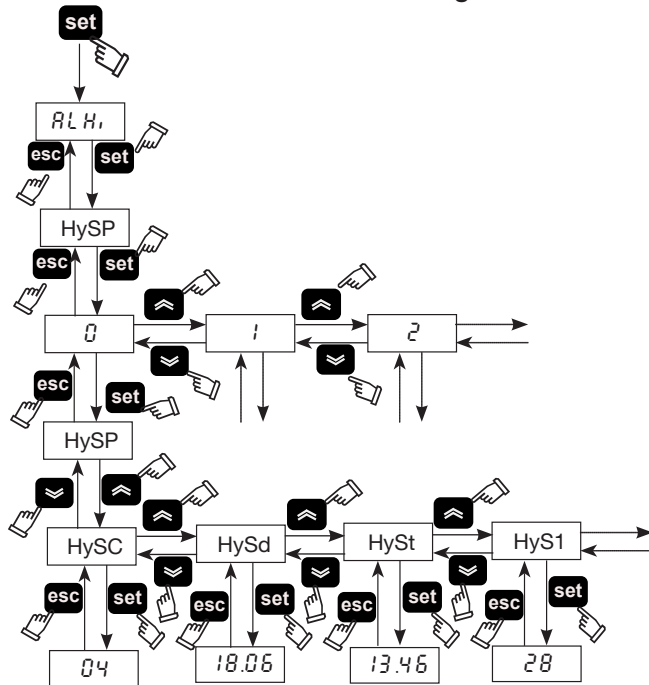 g
set
ALHi
esc set
HySP
esc set
0 1 2
esc set
HySP
HySC HySd HySt HyS1
esc set esc set esc set esc set
04 18.06 13.46 28